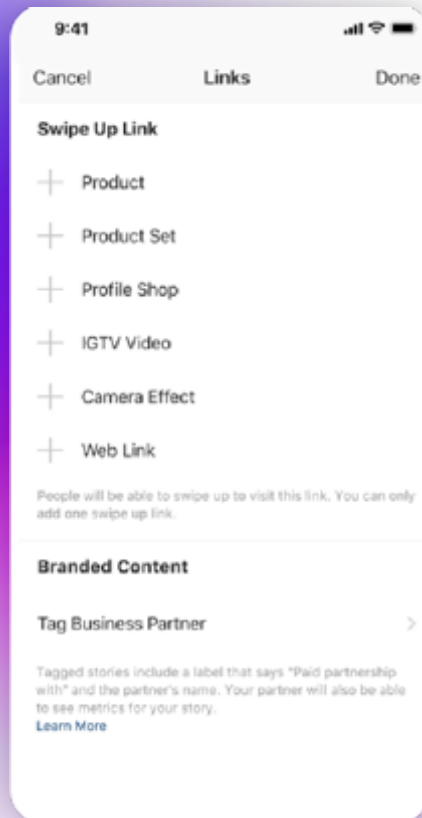 9:41
Cancel Links Done
Swipe Up Link
Product
Product Set
Profile Shop
IGTV Video
Camera Effect
Web Link
People will be able to swipe up to visit this link. You can only
add one swipe up link.
Branded Content
Tag Business Partner
Tagged stories include a label that says "Paid partnership
with" and the partner's name. Your partner will also be able
to see metrics for your story.
Learn More